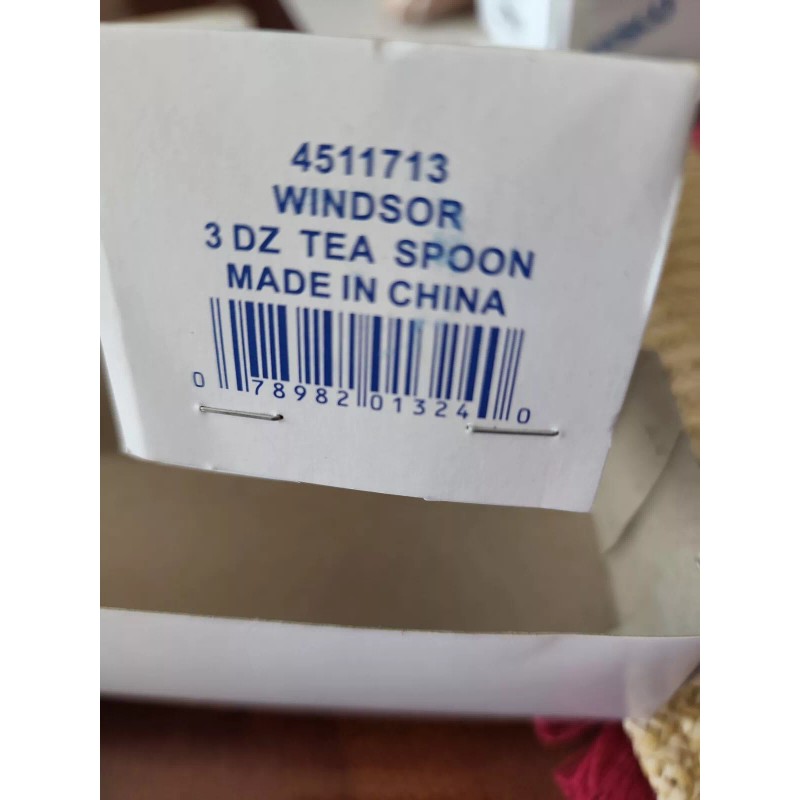 4511713
WINDSOR
3 DZ TEA SPOON
MADE IN CHINA
0 78982 01324 0